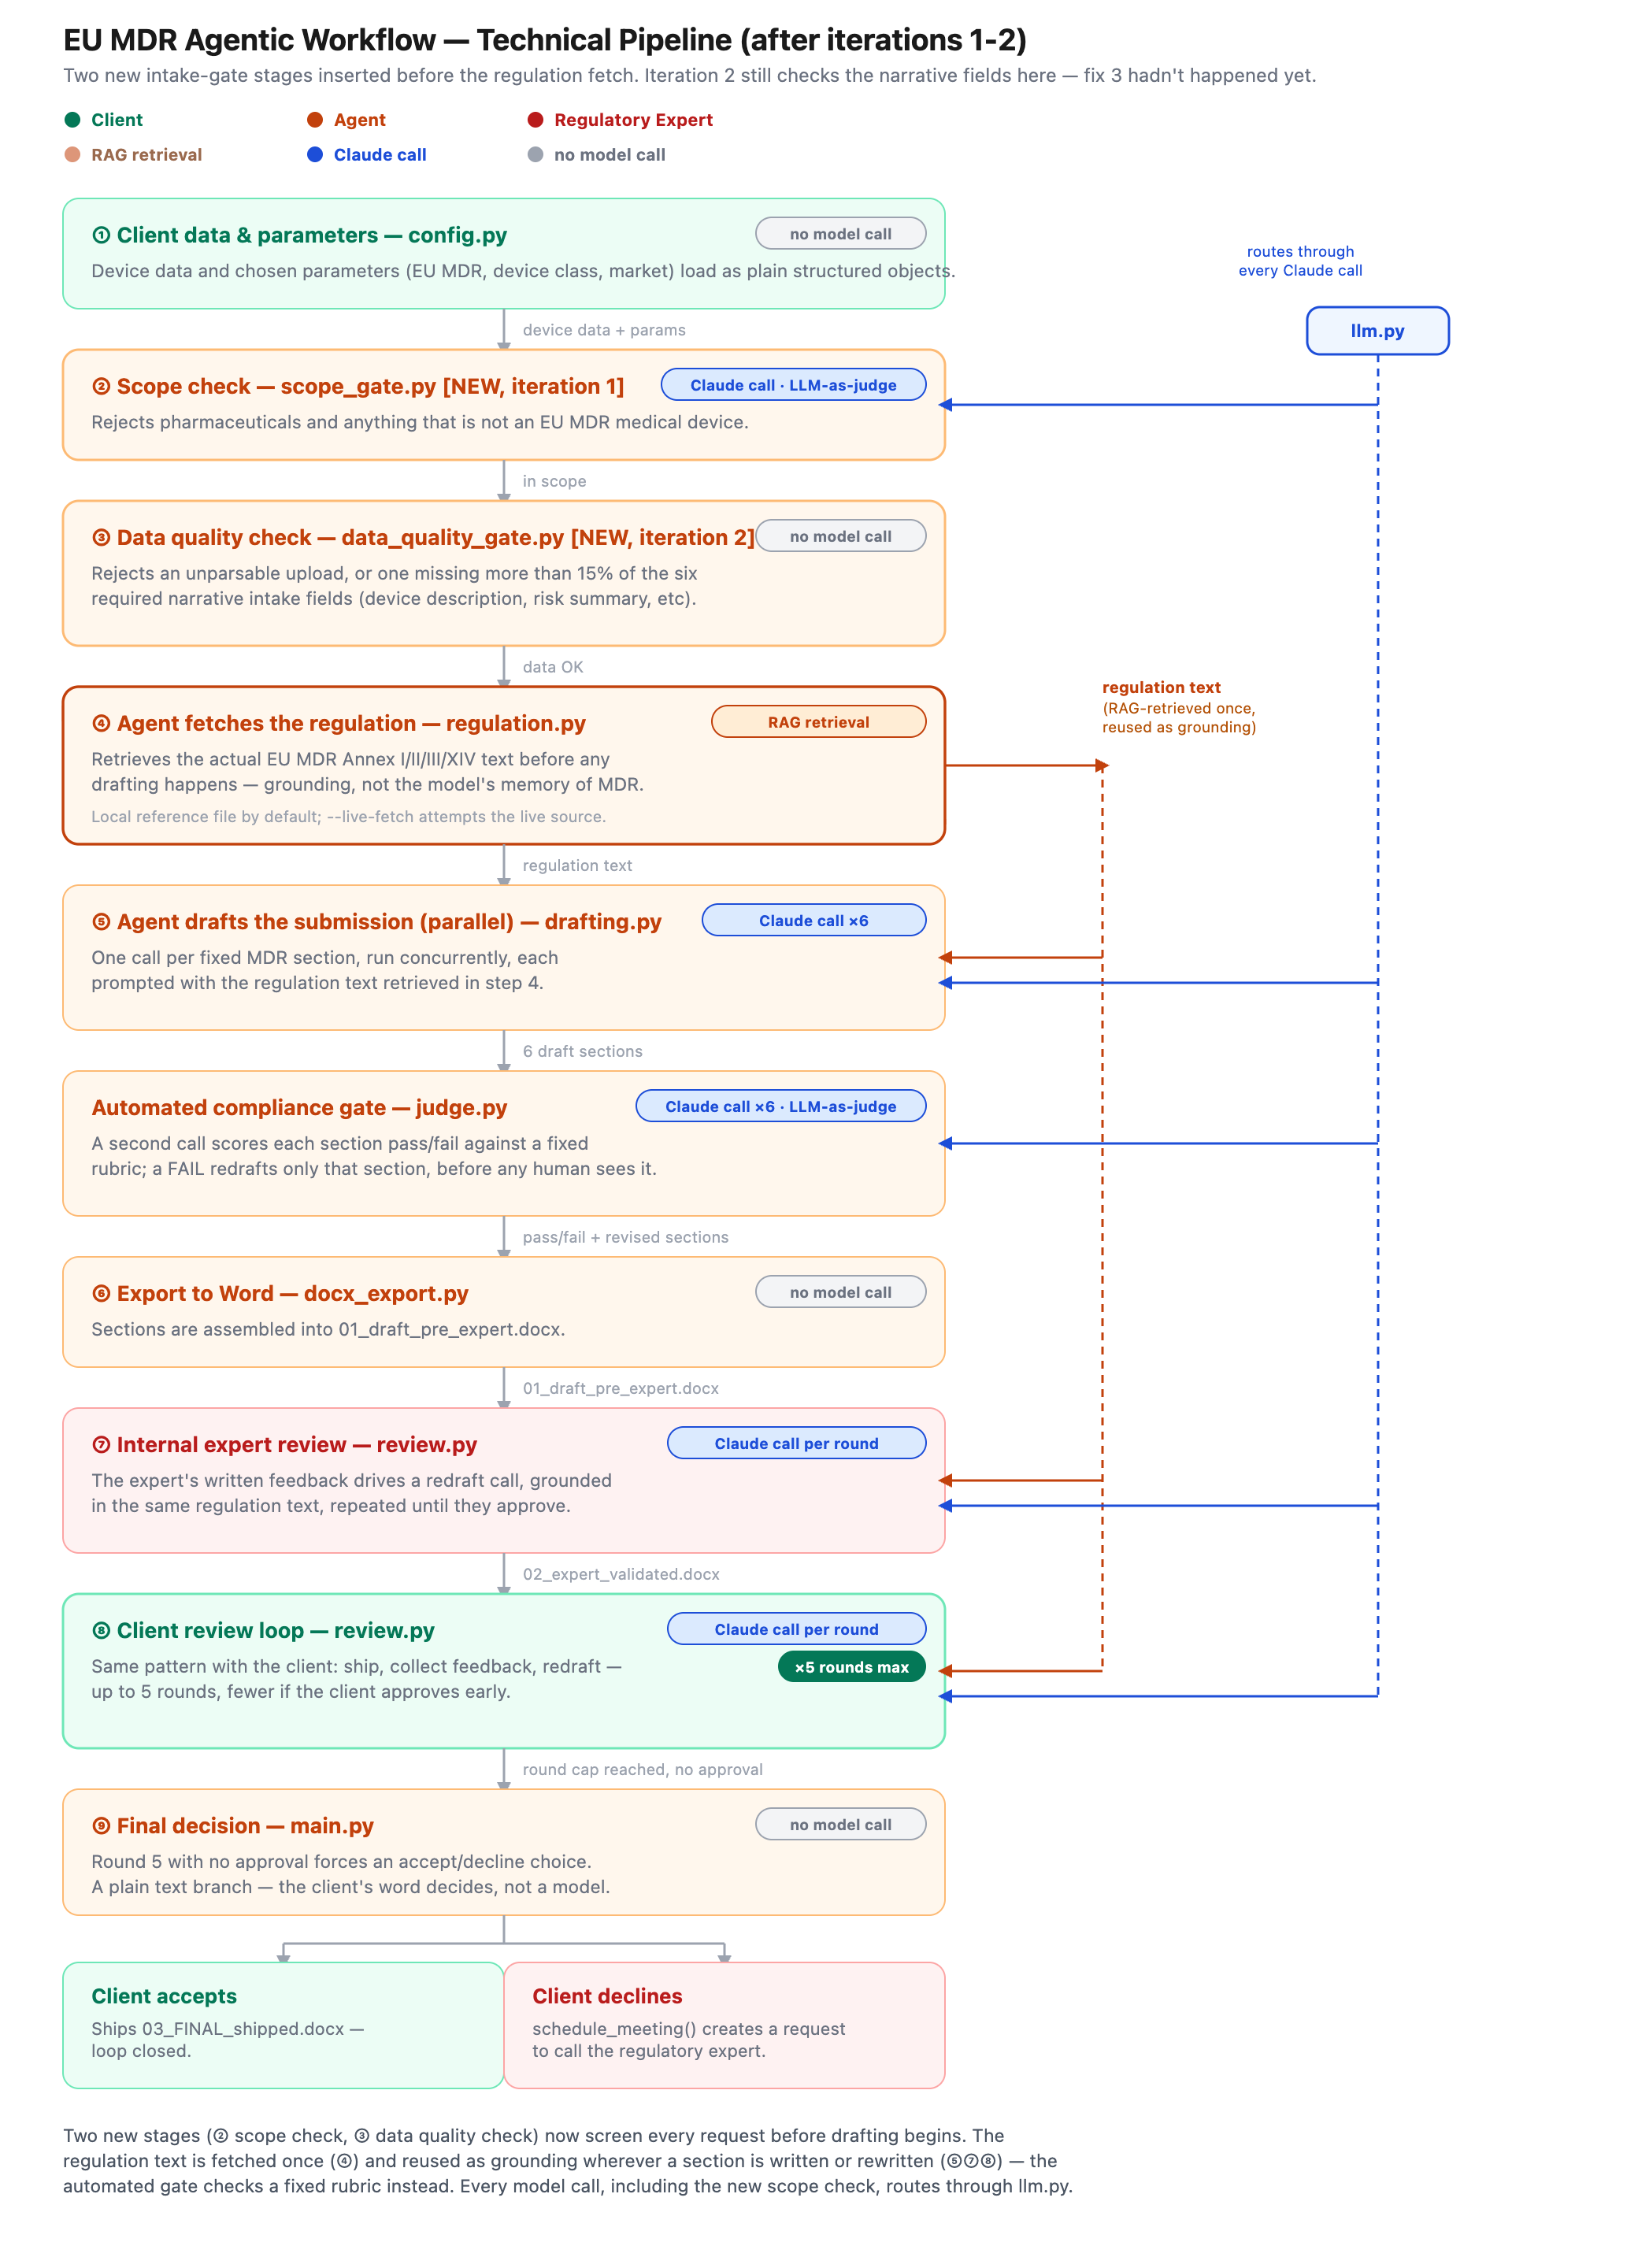 EU MDR Agentic Workflow — Technical Pipeline (after iterations 1-2)
Two new intake-gate stages inserted before the regulation fetch. Iteration 2 still checks the narrative fields here — fix 3 hadn't happened yet.
Client
Agent
Regulatory Expert
RAG retrieval
Claude call
no model call
① Client data & parameters — config.py
no model call
Device data and chosen parameters (EU MDR, device class, market) load as plain structured objects.
routes through
every Claude call
llm.py
device data + params
② Scope check — scope_gate.py [NEW, iteration 1]
Claude call · LLM-as-judge
Rejects pharmaceuticals and anything that is not an EU MDR medical device.
in scope
③ Data quality check — data_quality_gate.py [NEW, iteration 2]
no model call
Rejects an unparsable upload, or one missing more than 15% of the six
required narrative intake fields (device description, risk summary, etc).
data OK
④ Agent fetches the regulation — regulation.py
RAG retrieval
Retrieves the actual EU MDR Annex I/II/III/XIV text before any
drafting happens — grounding, not the model's memory of MDR.
Local reference file by default; --live-fetch attempts the live source.
regulation text
(RAG-retrieved once,
reused as grounding)
regulation text
⑤ Agent drafts the submission (parallel) — drafting.py
Claude call ×6
One call per fixed MDR section, run concurrently, each
prompted with the regulation text retrieved in step 4.
6 draft sections
Automated compliance gate — judge.py
Claude call ×6 · LLM-as-judge
A second call scores each section pass/fail against a fixed
rubric; a FAIL redrafts only that section, before any human sees it.
pass/fail + revised sections
⑥ Export to Word — docx_export.py
no model call
Sections are assembled into 01_draft_pre_expert.docx.
01_draft_pre_expert.docx
⑦ Internal expert review — review.py
Claude call per round
The expert's written feedback drives a redraft call, grounded
in the same regulation text, repeated until they approve.
02_expert_validated.docx
⑧ Client review loop — review.py
Claude call per round
Same pattern with the client: ship, collect feedback, redraft —
up to 5 rounds, fewer if the client approves early.
×5 rounds max
round cap reached, no approval
⑨ Final decision — main.py
no model call
Round 5 with no approval forces an accept/decline choice.
A plain text branch — the client's word decides, not a model.
Client accepts
Ships 03_FINAL_shipped.docx —
loop closed.
Client declines
schedule_meeting() creates a request
to call the regulatory expert.
Two new stages (② scope check, ③ data quality check) now screen every request before drafting begins. The
regulation text is fetched once (④) and reused as grounding wherever a section is written or rewritten (⑤⑦⑧) — the
automated gate checks a fixed rubric instead. Every model call, including the new scope check, routes through llm.py.